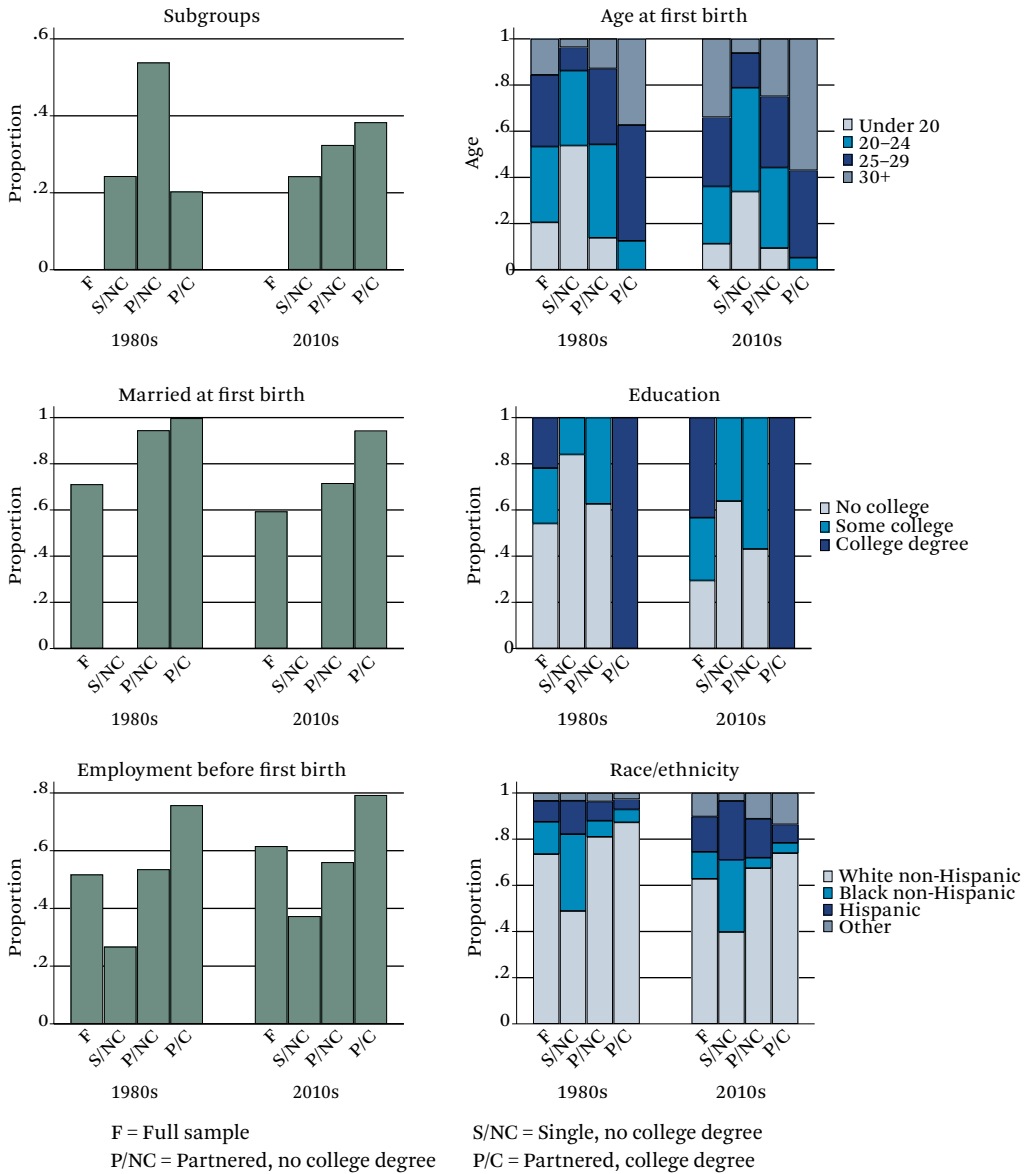 Subgroups
.6
.4
.2
0
Proportion
F
S/NC
P/NC
P/C
F
S/NC
P/NC
P/C
1980s
2010s
Age at first birth
1
.8
.6
.4
.2
0
Age
F
S/NC
P/NC
P/C
F
S/NC
P/NC
P/C
1980s
2010s
Under 20
20–24
25–29
30+
Married at first birth
1
.8
.6
.4
.2
0
Proportion
F
S/NC
P/NC
P/C
F
S/NC
P/NC
P/C
1980s
2010s
Education
1
.8
.6
.4
.2
0
Proportion
F
S/NC
P/NC
P/C
F
S/NC
P/NC
P/C
1980s
2010s
No college
Some college
College degree
Employment before first birth
.8
.6
.4
.2
0
Proportion
F
S/NC
P/NC
P/C
F
S/NC
P/NC
P/C
1980s
2010s
Race/ethnicity
1
.8
.6
.4
.2
0
Proportion
F
S/NC
P/NC
P/C
F
S/NC
P/NC
P/C
1980s
2010s
White non-Hispanic
Black non-Hispanic
Hispanic
Other
F = Full sample
S/NC = Single, no college degree
P/NC = Partnered, no college degree
P/C = Partnered, college degree